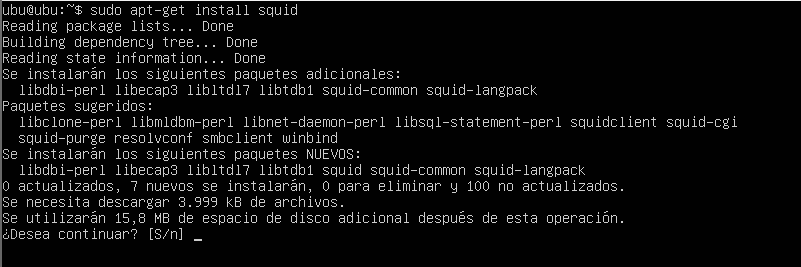 ubu@ubu:~$ sudo apt-get install squid
Reading package lists... Done
Building dependency tree... Done
Reading state information... Done
Se instalarán los siguientes paquetes adicionales:
  libdbi-perl libecap3 libltdl7 libtdb1 squid-common squid-langpack
Paquetes sugeridos:
  libclone-perl libmldbm-perl libnet-daemon-perl libsql-statement-perl squidclient squid-cgi
  squid-purge resolvconf smbclient winbind
Se instalarán los siguientes paquetes NUEVOS:
  libdbi-perl libecap3 libltdl7 libtdb1 squid squid-common squid-langpack
0 actualizados, 7 nuevos se instalarán, 0 para eliminar y 100 no actualizados.
Se necesita descargar 3.999 kB de archivos.
Se utilizarán 15,8 MB de espacio de disco adicional después de esta operación.
¿Desea continuar? [S/n] _